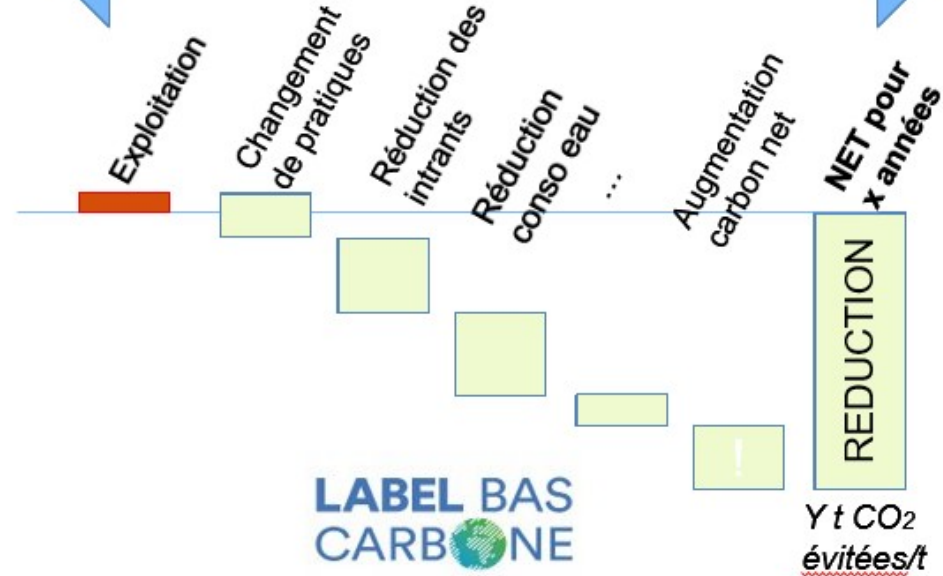 Exploitation
Changement
de pratiques
Réduction des
intrants
Réduction
conso eau
...
Augmentation
carbon net
NET pour
x années
REDUCTION
!
LABEL BAS
CARBONE
Y t CO2
évitées/t